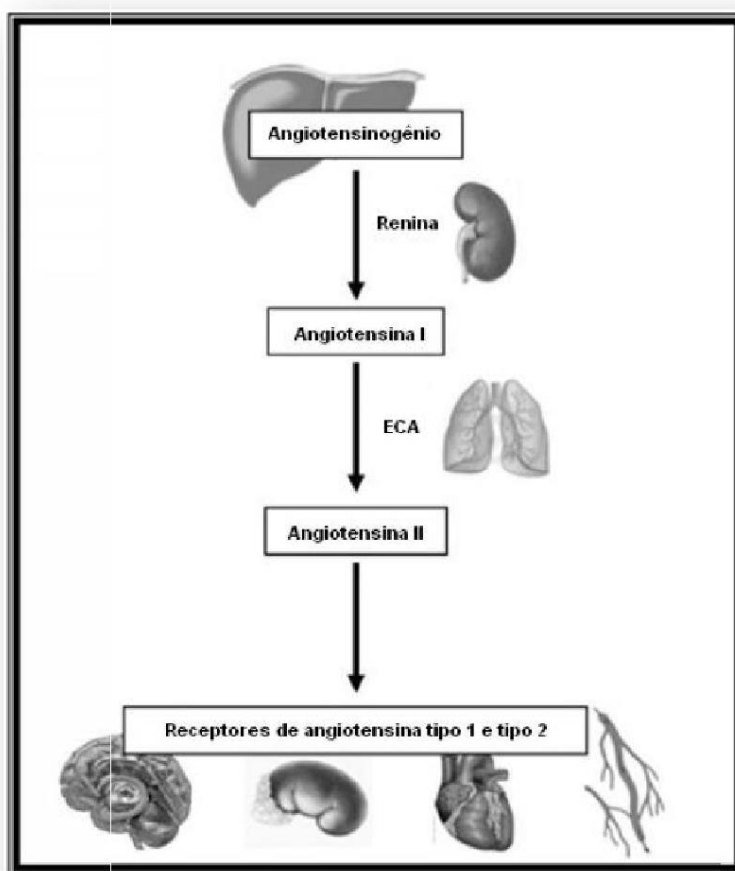 Angiotensinogênio
Renina
Angiotensina I
ECA
Angiotensina II
Receptores de angiotensina tipo 1 e tipo 2